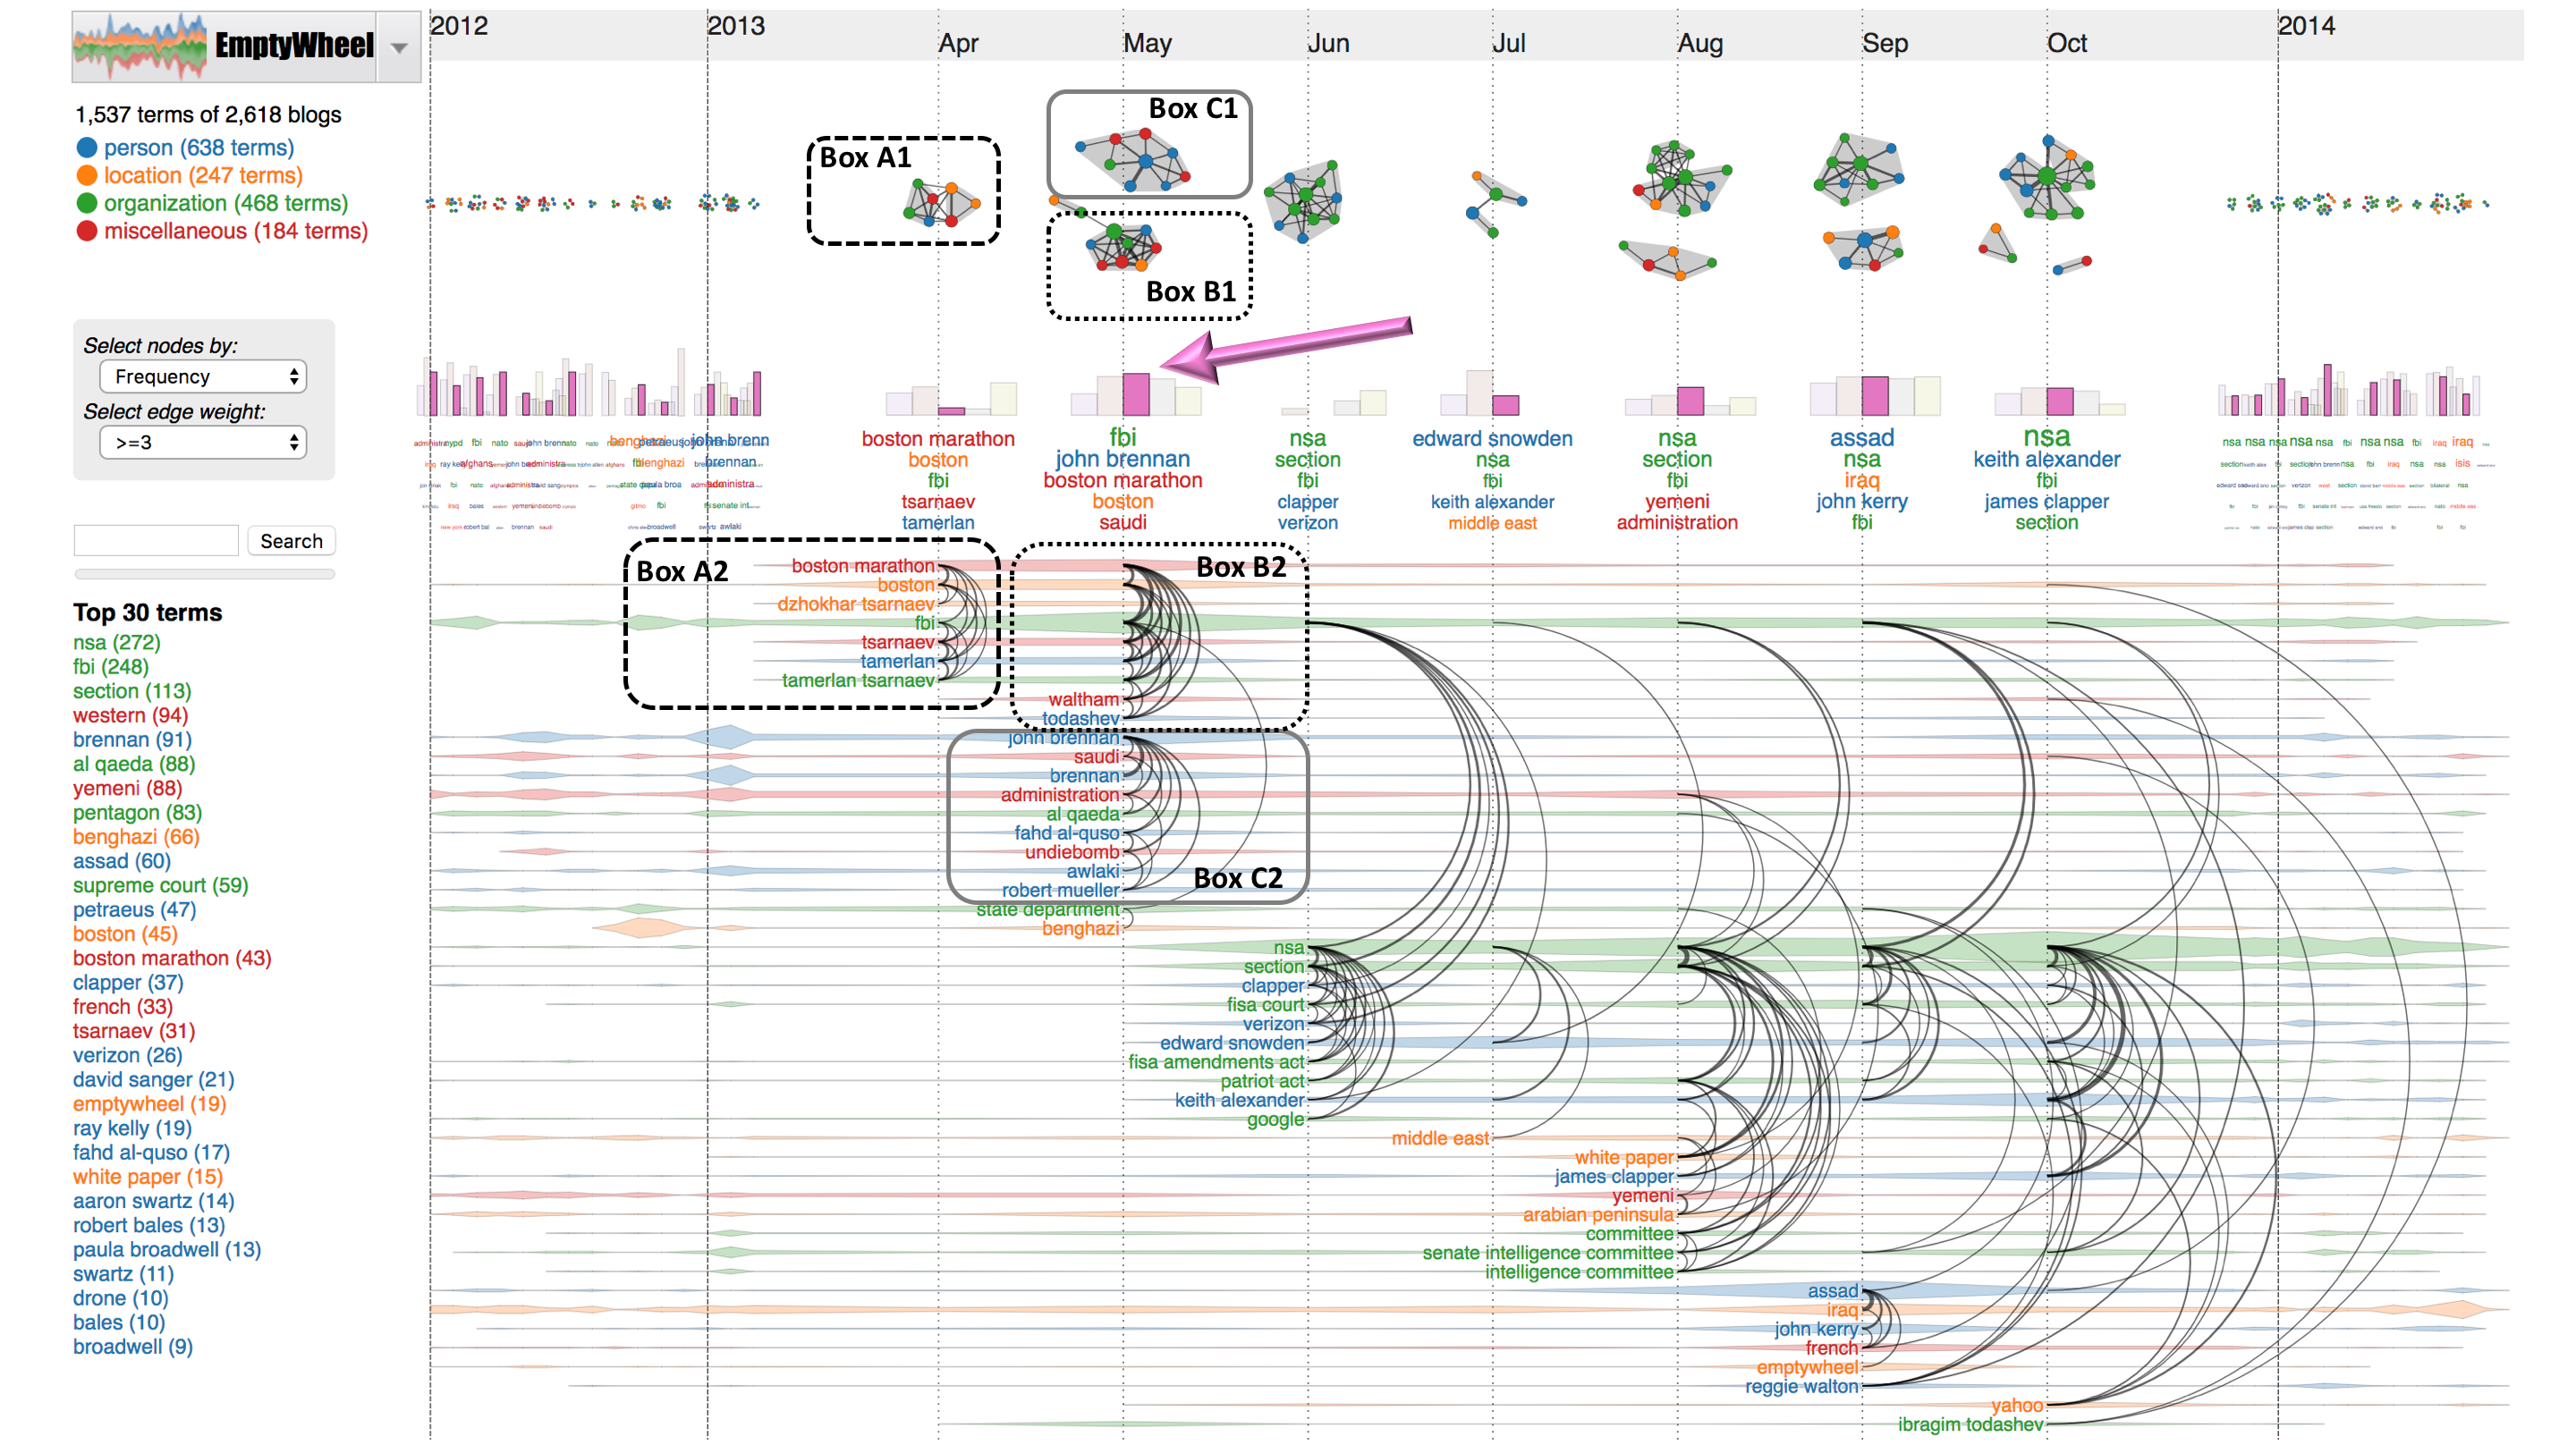 EmptyWheel
2012
2013
Apr
May
Jun
Jul
Aug
Sep
Oct
2014
1,537 terms of 2,618 blogs
person (638 terms)
location (247 terms)
organization (468 terms)
miscellaneous (184 terms)
Box A1
Box C1
Box B1
Select nodes by:
Frequency
Select edge weight:
>=3
Search
Top 30 terms
nsa (272)
fbi (248)
section (113)
western (94)
brennan (91)
al qaeda (88)
yemeni (88)
pentagon (83)
benghazi (66)
assad (60)
supreme court (59)
petraeus (47)
boston (45)
boston marathon (43)
clapper (37)
french (33)
tsarnaev (31)
verizon (26)
david sanger (21)
emptywheel (19)
ray kelly (19)
fahd al-quso (17)
white paper (15)
aaron swartz (14)
robert bales (13)
paula broadwell (13)
swartz (11)
drone (10)
bales (10)
broadwell (9)
boston marathon
boston
fbi
tsarnaev
tamerlan
fbi
john brennan
boston marathon
boston
saudi
nsa
section
fbi
clapper
verizon
edward snowden
nsa
fbi
keith alexander
middle east
nsa
section
fbi
yemeni
administration
assad
nsa
iraq
john kerry
fbi
nsa
keith alexander
fbi
james clapper
section
Box A2
boston marathon
boston
dzhokhar tsarnaev
fbi
tsarnaev
tamerlan
tamerlan tsarnaev
Box B2
waltham
todashev
john brennan
saudi
brennan
administration
al qaeda
fahd al-quso
undiebomb
awlaki
robert mueller
Box C2
state department
benghazi
nsa
section
clapper
fisa court
verizon
edward snowden
fisa amendments act
patriot act
keith alexander
google
middle east
white paper
james clapper
yemeni
arabian peninsula
committee
senate intelligence committee
intelligence committee
assad
iraq
john kerry
french
emptywheel
reggie walton
yahoo
ibragim todashev